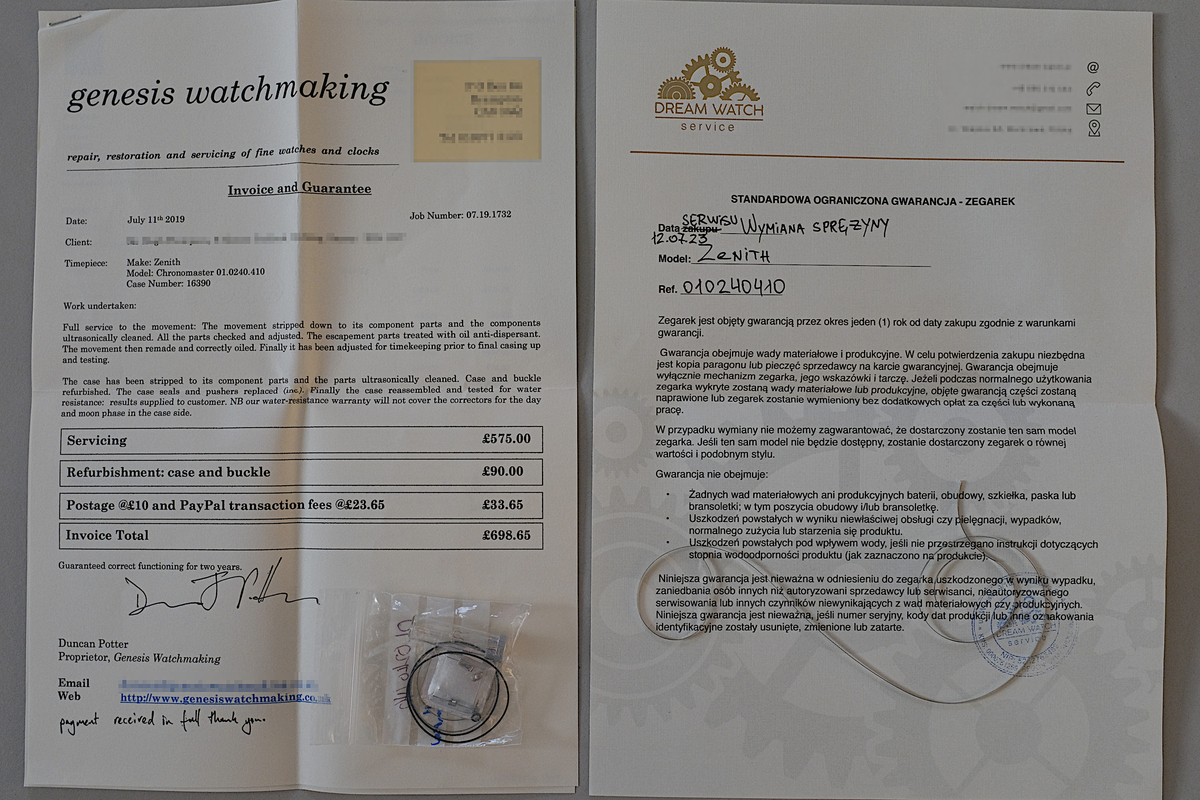 genesis watchmaking
repair, restoration and servicing of fine watches and clocks
Invoice and Guarantee
Date: July 11th 2019
Job Number: 07.19.1732
Client:
Timepiece: Make: Zenith
Model: Chronomaster 01.0240.410
Case Number: 16390
Work undertaken:
Full service to the movement: The movement stripped down to its component parts and the components
ultrasonically cleaned. All the parts checked and adjusted. The escapement parts treated with oil anti-dispersant.
The movement then remade and correctly oiled. Finally it has been adjusted for timekeeping prior to final casing up
and testing.
The case has been stripped to its component parts and the parts ultrasonically cleaned. Case and buckle
refurbished. The case seals and pushers replaced (inc.). Finally the case reassembled and tested for water
resistance: results supplied to customer. NB our water-resistance warranty will not cover the correctors for the day
and moon phase in the case side.
Servicing £575.00
Refurbishment: case and buckle £90.00
Postage @£10 and PayPal transaction fees @£23.65 £33.65
Invoice Total £698.65
Guaranteed correct functioning for two years.
Duncan Potter
Proprietor, Genesis Watchmaking
Email
Web http://www.genesiswatchmaking.co.
payment received in full thank you.
DREAM WATCH
service
STANDARDOWA OGRANICZONA GWARANCJA - ZEGAREK
Data zakupu SERWISU WYMIANA SPRĘŻYNY
12.07.23
Model: ZENITH
Ref. 010240410
Zegarek jest objęty gwarancją przez okres jeden (1) rok od daty zakupu zgodnie z warunkami
gwarancji.
Gwarancja obejmuje wady materiałowe i produkcyjne. W celu potwierdzenia zakupu niezbędna
jest kopia paragonu lub pieczęć sprzedawcy na karcie gwarancyjnej. Gwarancja obejmuje
wyłącznie mechanizm zegarka, jego wskazówki i tarczę. Jeżeli podczas normalnego użytkowania
zegarka wykryte zostaną wady materiałowe lub produkcyjne, objęte gwarancją części zostaną
naprawione lub zegarek zostanie wymieniony bez dodatkowych opłat za części lub wykonaną
pracę.
W przypadku wymiany nie możemy zagwarantować, że dostarczony zostanie ten sam model
zegarka. Jeśli ten sam model nie będzie dostępny, zostanie dostarczony zegarek o równej
wartości i podobnym stylu.
Gwarancja nie obejmuje:
• Żadnych wad materiałowych ani produkcyjnych baterii, obudowy, szkiełka, paska lub
bransoletki; w tym poszycia obudowy i/lub bransoletkę.
• Uszkodzeń powstałych w wyniku niewłaściwej obsługi czy pielęgnacji, wypadków,
normalnego zużycia lub starzenia się produktu.
• Uszkodzeń powstałych pod wpływem wody, jeśli nie przestrzegano instrukcji dotyczących
stopnia wodoodporności produktu (jak zaznaczono na produkcie).
Niniejsza gwarancja jest nieważna w odniesieniu do zegarka uszkodzonego w wyniku wypadku,
zaniedbania osób innych niż autoryzowani sprzedawcy lub serwisanci, nieautoryzowanego
serwisowania lub innych czynników niewynikających z wad materiałowych czy produkcyjnych.
Niniejsza gwarancja jest nieważna, jeśli numer seryjny, kody dat produkcji lub inne oznakowania
identyfikacyjne zostały usunięte, zmienione lub zatarte.
DREAM WATCH
service